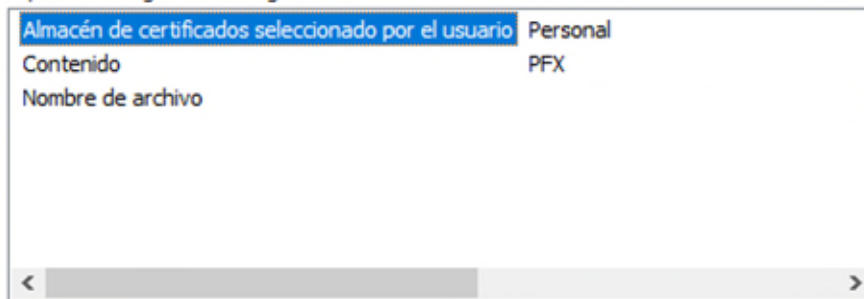 Almacén de certificados seleccionado por el usuario Personal
Contenido PFX
Nombre de archivo